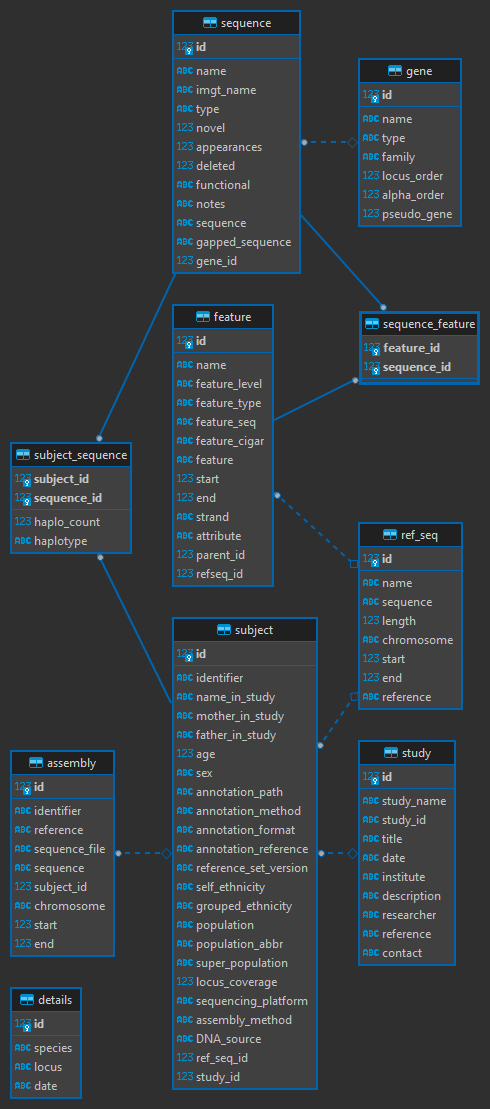 sequence
123 id
ABC name
ABC imgt_name
ABC type
123 novel
123 appearances
123 deleted
ABC functional
ABC notes
ABC sequence
ABC gapped_sequence
123 gene_id
gene
123 id
ABC name
ABC type
ABC family
123 locus_order
123 alpha_order
123 pseudo_gene
feature
123 id
ABC name
ABC feature_level
ABC feature_type
ABC feature_seq
ABC feature_cigar
ABC feature
123 start
123 end
ABC strand
ABC attribute
123 parent_id
123 refseq_id
sequence_feature
123 feature_id
123 sequence_id
subject_sequence
123 subject_id
123 sequence_id
123 haplo_count
ABC haplotype
ref_seq
123 id
ABC name
ABC sequence
123 length
ABC chromosome
123 start
123 end
ABC reference
subject
123 id
ABC identifier
ABC name_in_study
ABC mother_in_study
ABC father_in_study
123 age
ABC sex
ABC annotation_path
ABC annotation_method
ABC annotation_format
ABC annotation_reference
ABC reference_set_version
ABC self_ethnicity
ABC grouped_ethnicity
ABC population
ABC population_abbr
ABC super_population
123 locus_coverage
ABC sequencing_platform
ABC assembly_method
ABC DNA_source
123 ref_seq_id
123 study_id
assembly
123 id
ABC identifier
ABC reference
ABC sequence_file
ABC sequence
123 subject_id
ABC chromosome
123 start
123 end
study
123 id
ABC study_name
ABC study_id
ABC title
ABC date
ABC institute
ABC description
ABC researcher
ABC reference
ABC contact
details
123 id
ABC species
ABC locus
ABC date